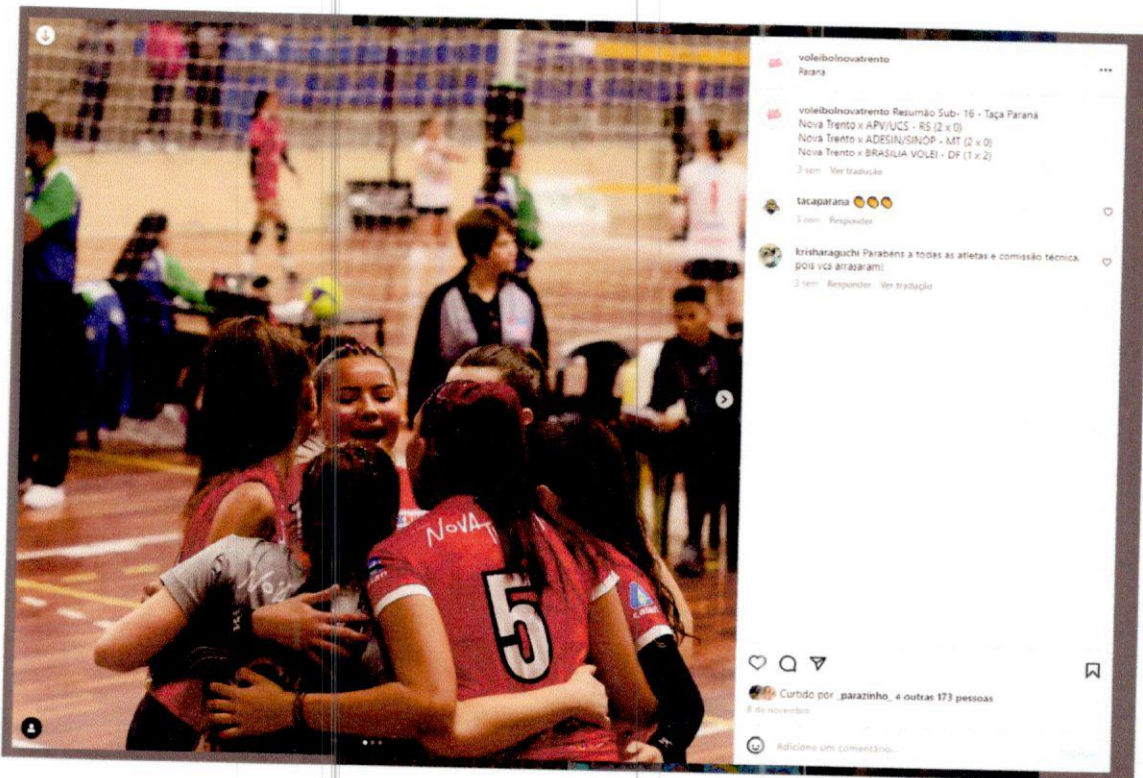 voleibolnovatrento
Paraná
voleibolnovatrento Resumão Sub- 16 - Taça Paraná
Nova Trento x APV/UCS - RS (2 x 0)
Nova Trento x ADESIN/SINOP - MT (2 x 0)
Nova Trento x BRASILIA VOLEI - DF (1 x 2)
3 sem Ver tradução
tacaparana 👏👏👏
3 sem Responder
krisharaguchi Parabéns a todas as atletas e comissão técnica,
pois vcs arrasaram!
3 sem Responder Ver tradução
NOVA
5
1
Curtido por _parazinho_ e outras 173 pessoas
8 de novembro
Adicione um comentário...